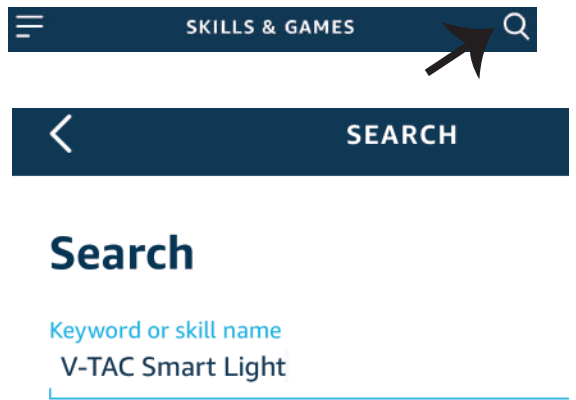 SKILLS & GAMES
SEARCH
Search
Keyword or skill name
V-TAC Smart Light